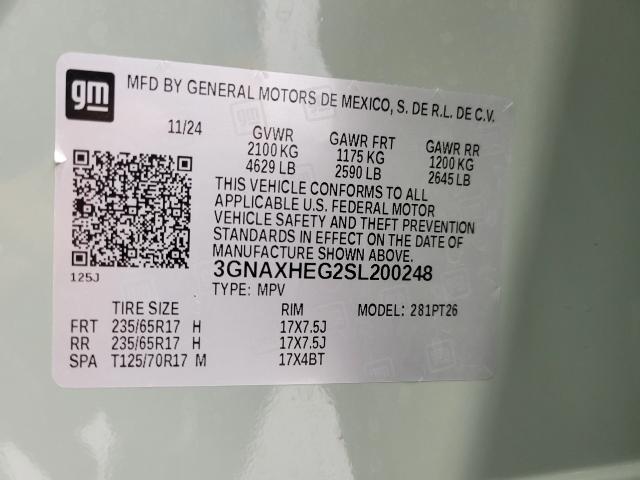 gm
MFD BY GENERAL MOTORS DE MEXICO, S. DE R.L. DE C.V.
11/24 GVWR GAWR FRT GAWR RR
2100 KG 1175 KG 1200 KG
4629 LB 2590 LB 2645 LB
THIS VEHICLE CONFORMS TO ALL
APPLICABLE U.S. FEDERAL MOTOR
VEHICLE SAFETY AND THEFT PREVENTION
STANDARDS IN EFFECT ON THE DATE OF
MANUFACTURE SHOWN ABOVE.
125J
3GNAXHEG2SL200248
TYPE: MPV MODEL: 281PT26
TIRE SIZE RIM
FRT 235/65R17 H 17X7.5J
RR 235/65R17 H 17X7.5J
SPA T125/70R17 M 17X4BT